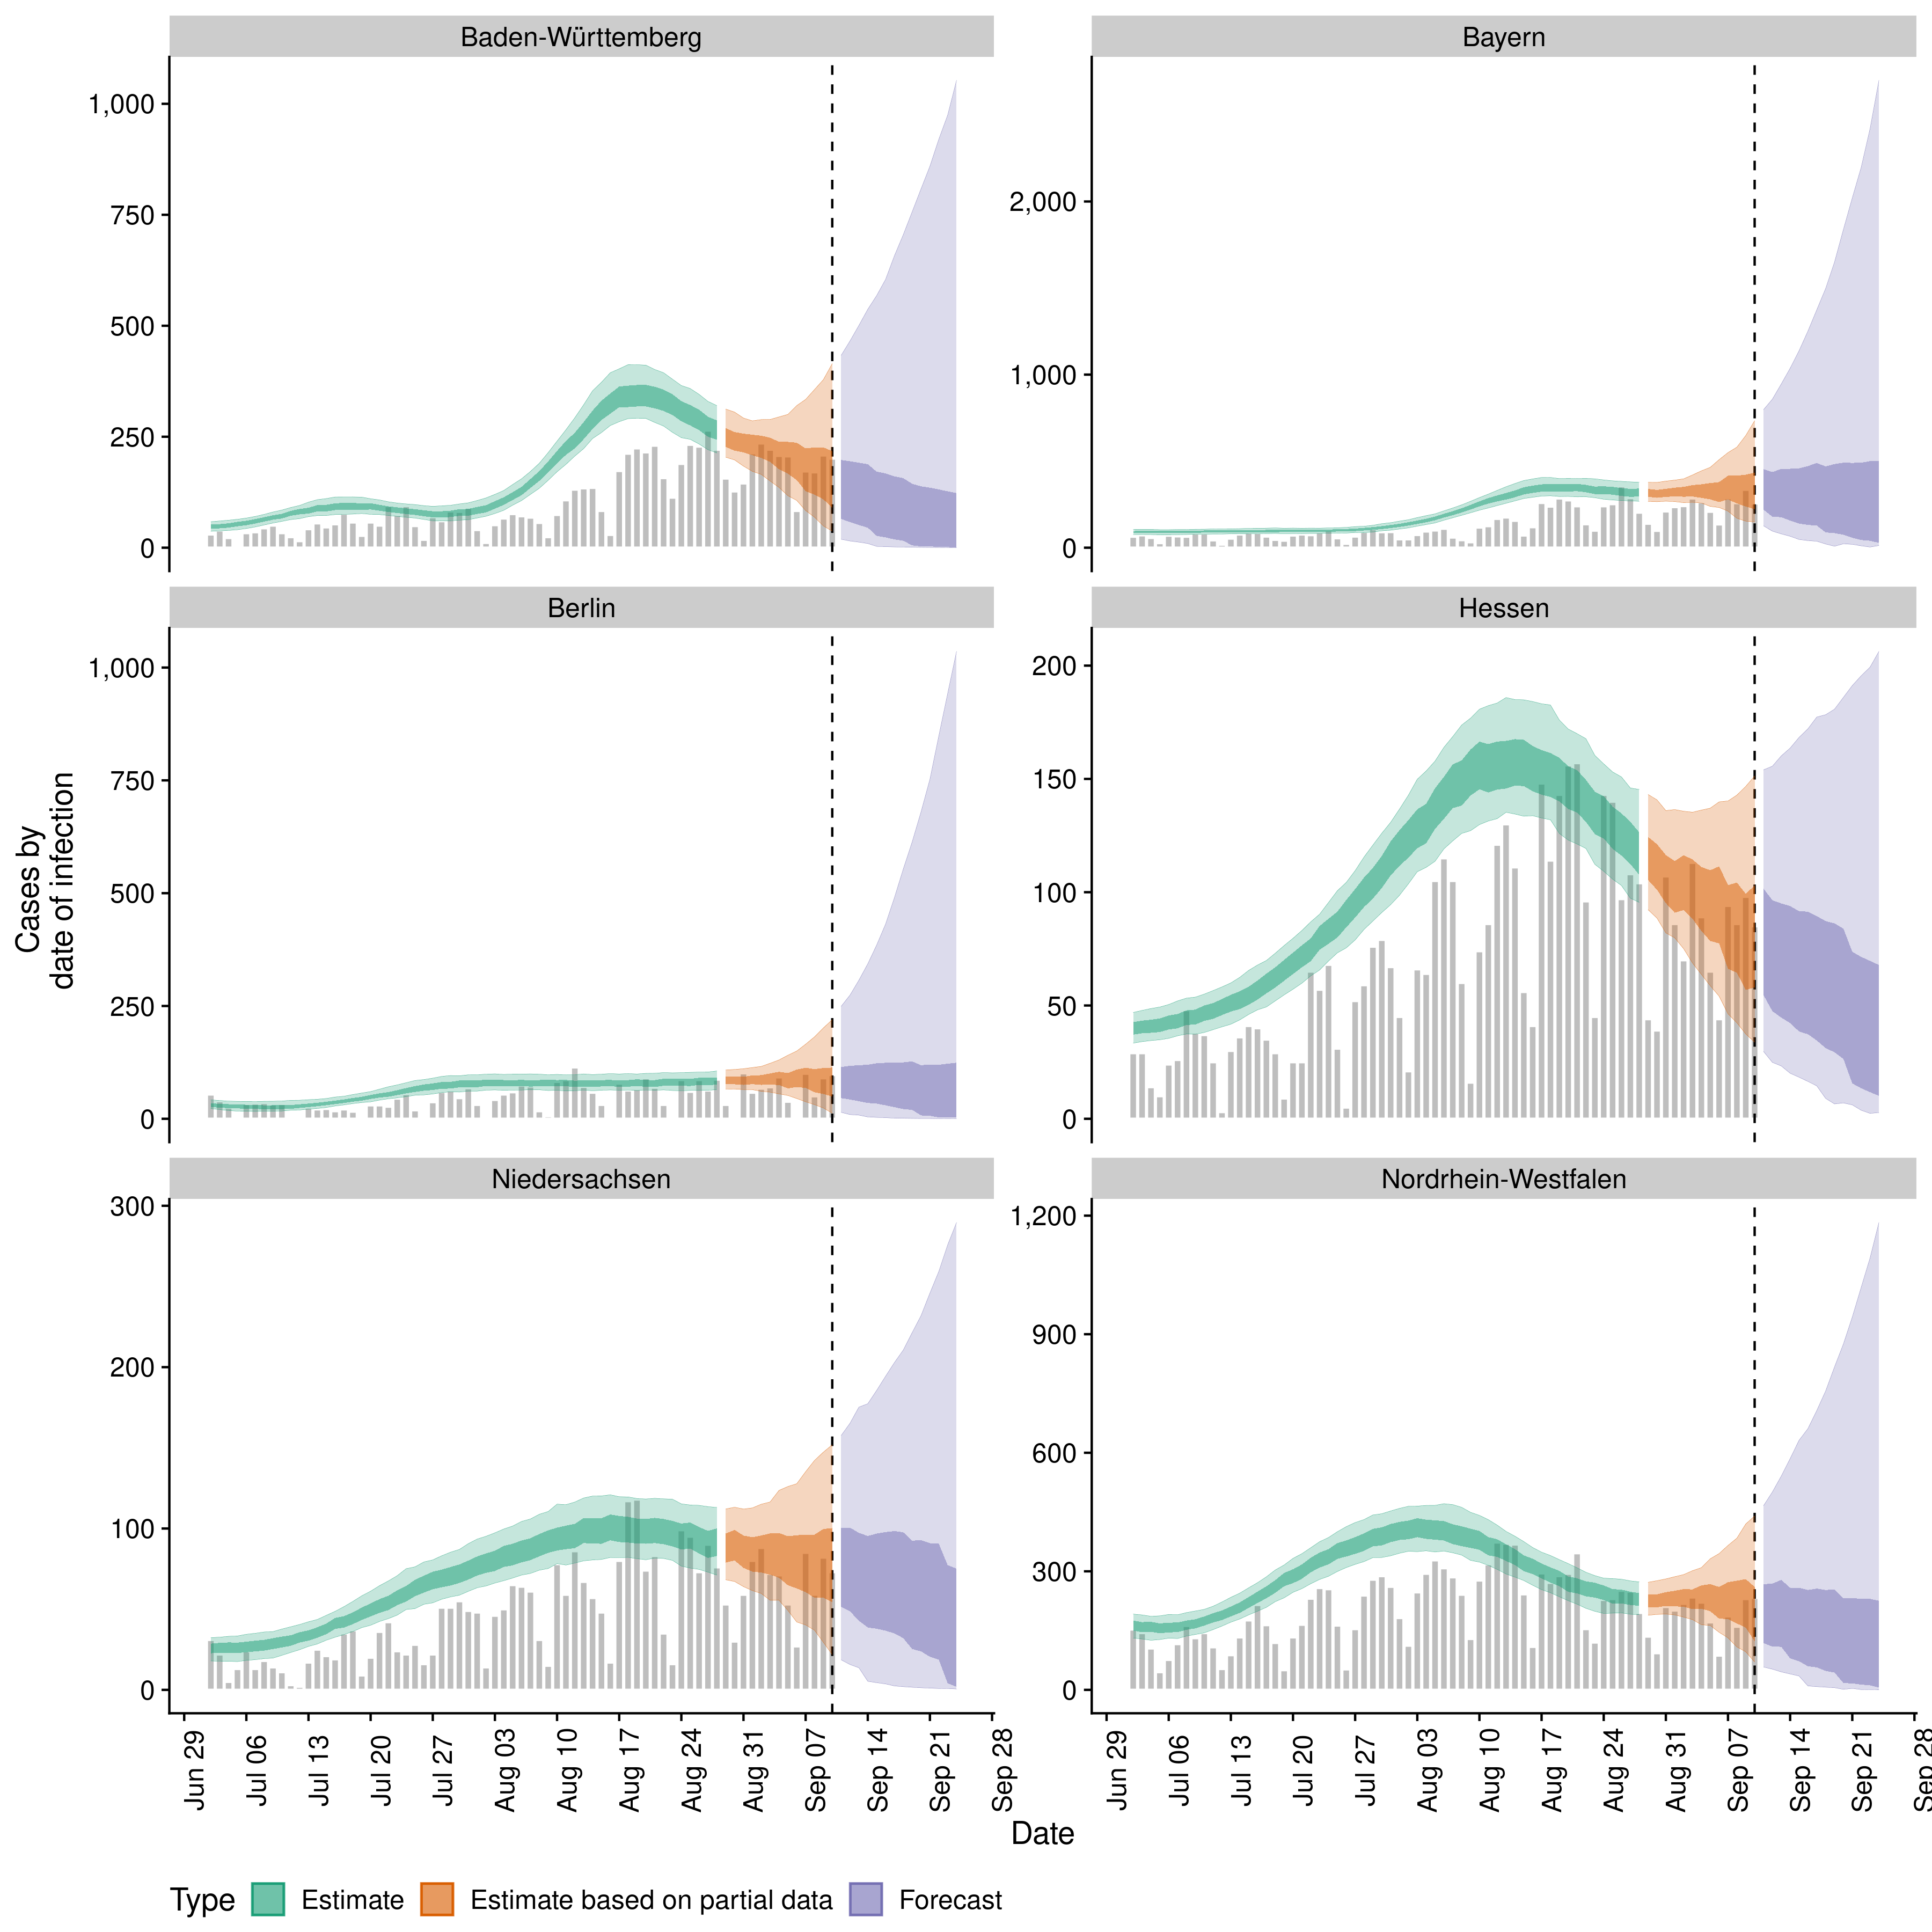 Baden-Württemberg
Bayern
1,000
750
500
250
0
2,000
1,000
0
Berlin
Hessen
1,000
750
500
250
0
200
150
100
50
0
Cases by
date of infection
Niedersachsen
Nordrhein-Westfalen
300
200
100
0
1,200
900
600
300
0
Jun 29
Jul 06
Jul 13
Jul 20
Jul 27
Aug 03
Aug 10
Aug 17
Aug 24
Aug 31
Sep 07
Sep 14
Sep 21
Sep 28
Jun 29
Jul 06
Jul 13
Jul 20
Jul 27
Aug 03
Aug 10
Aug 17
Aug 24
Aug 31
Sep 07
Sep 14
Sep 21
Sep 28
Date
Type Estimate Estimate based on partial data Forecast